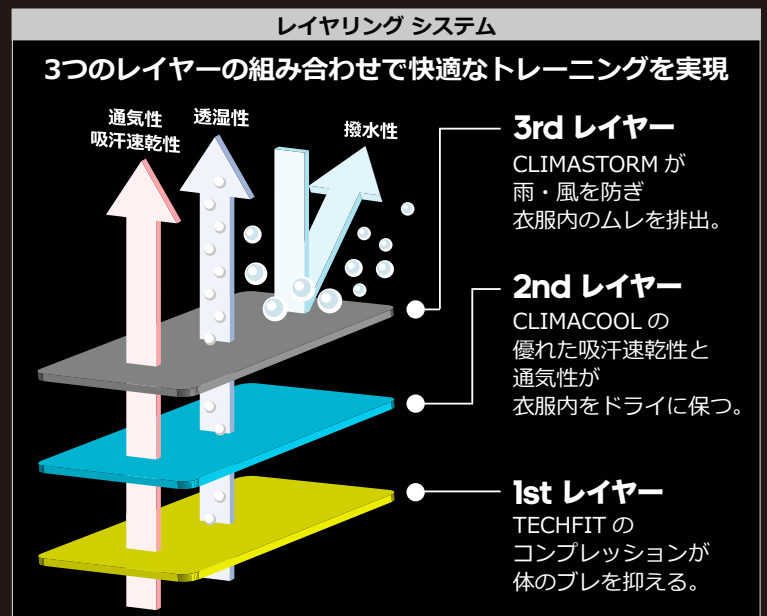 レイヤリング システム
3つのレイヤーの組み合わせで快適なトレーニングを実現
通気性
吸汗速乾性
透湿性
撥水性
3rd レイヤー
CLIMASTORM が
雨・風を防ぎ
衣服内のムレを排出。
2nd レイヤー
CLIMACOOL の
優れた吸汗速乾性と
通気性が
衣服内をドライに保つ。
1st レイヤー
TECHFIT の
コンプレッションが
体のブレを抑える。